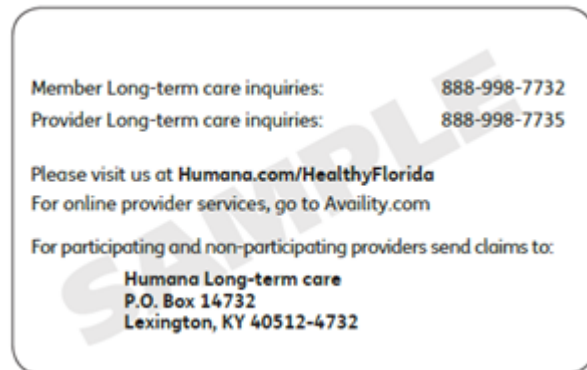 Member Long-term care inquiries: 888-998-7732
Provider Long-term care inquiries: 888-998-7735
Please visit us at Humana.com/HealthyFlorida
For online provider services, go to Availity.com
For participating and non-participating providers send claims to:
Humana Long-term care
P.O. Box 14732
Lexington, KY 40512-4732
SAMPLE